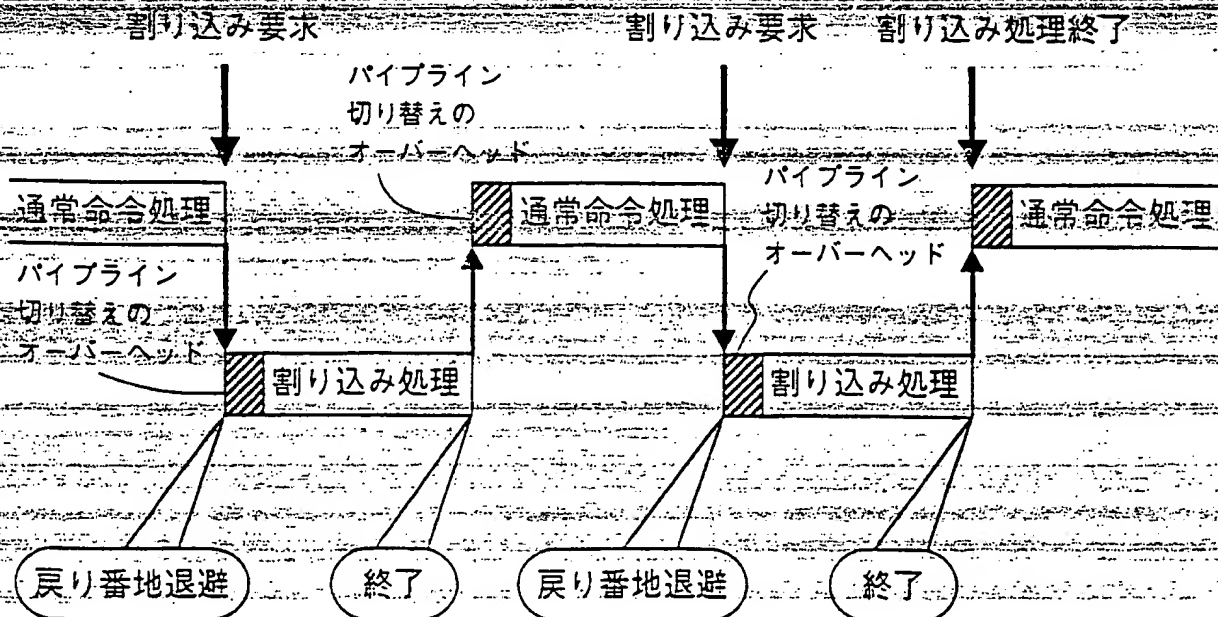 割り込み要求
割り込み要求
割り込み処理終了
パイプライン
切り替えの
オーバーヘッド
パイプライン
切り替えの
オーバーヘッド
通常命令処理
通常命令処理
通常命令処理
パイプライン
切り替えの
オーバーヘッド
割り込み処理
割り込み処理
戻り番地退避
終了
戻り番地退避
終了